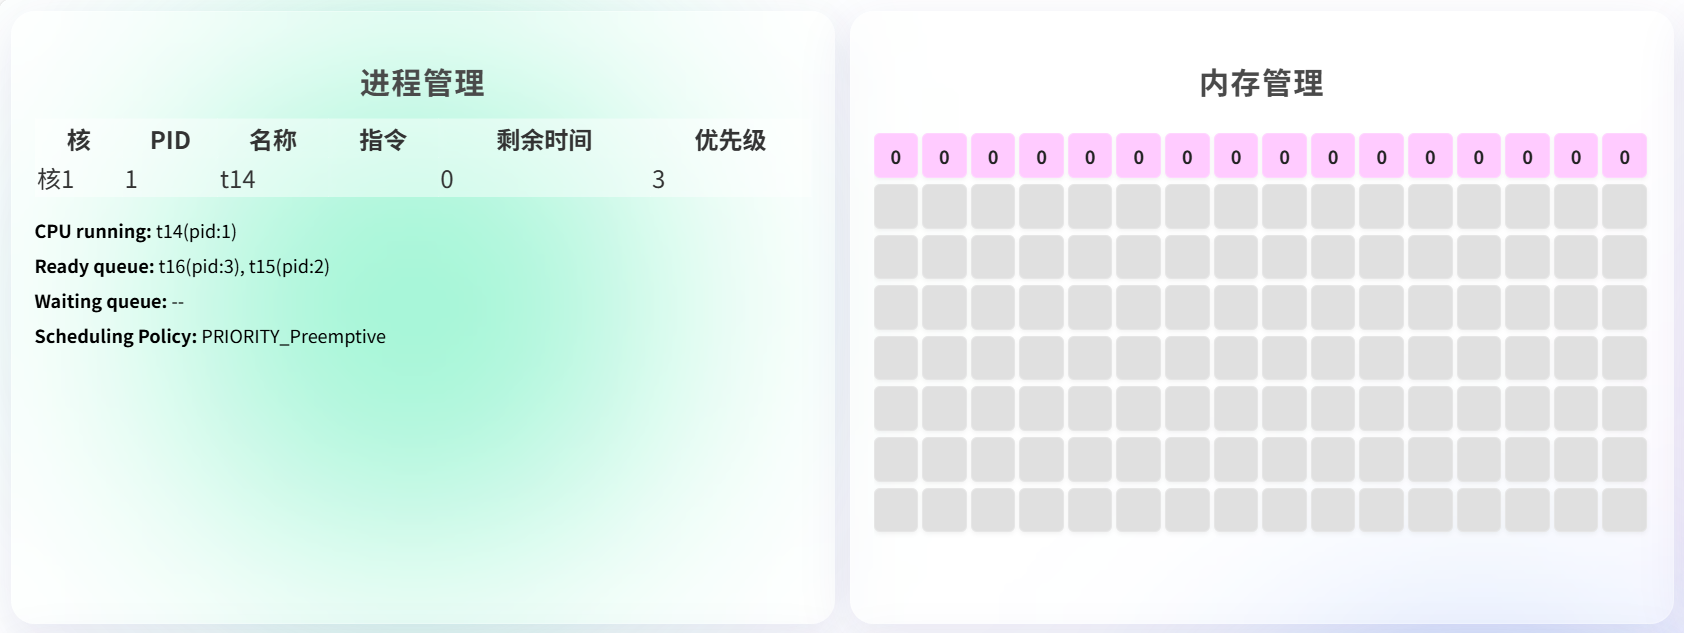 进程管理
核 PID 名称 指令 剩余时间 优先级
核1 1 t14 0 3
CPU running: t14(pid:1)
Ready queue: t16(pid:3), t15(pid:2)
Waiting queue: --
Scheduling Policy: PRIORITY_Preemptive
内存管理
0 0 0 0 0 0 0 0 0 0 0 0 0 0 0 0